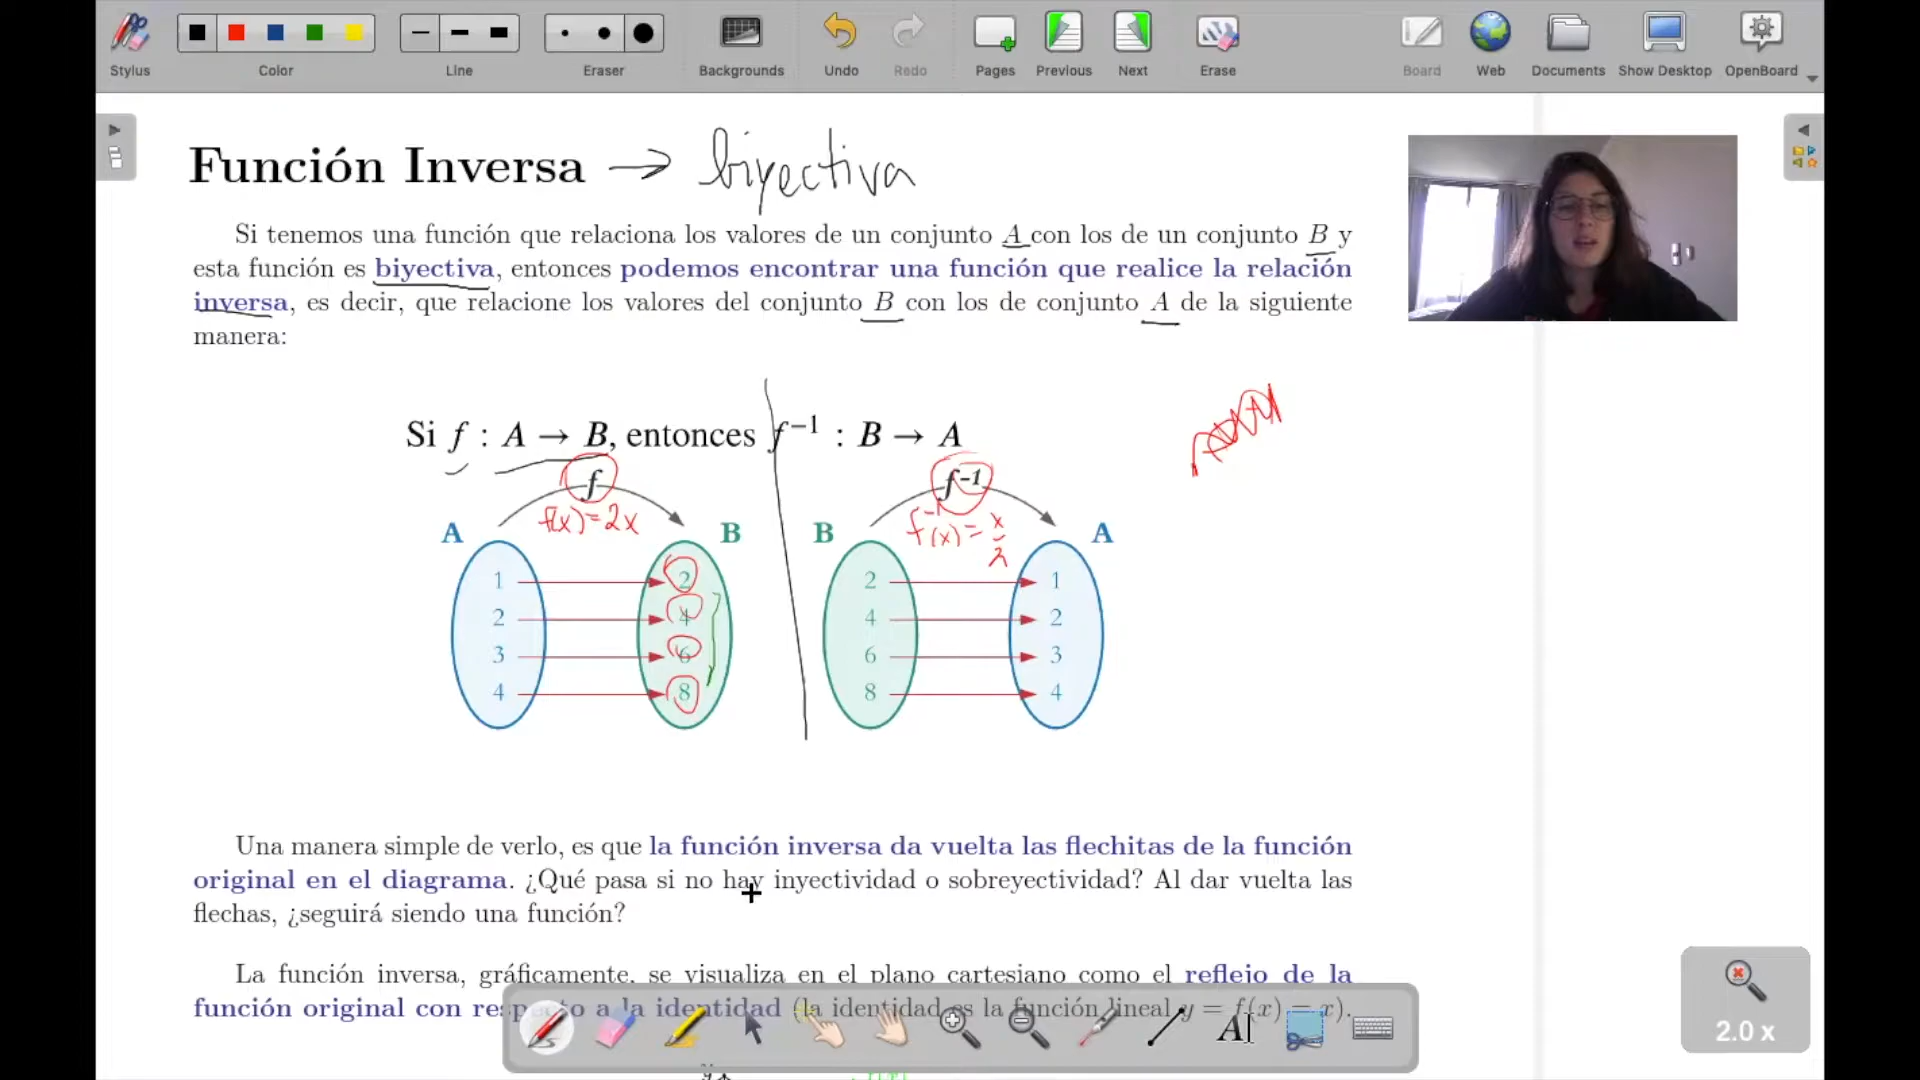 Stylus Color Line Eraser Backgrounds Undo Redo Pages Previous Next Erase Board Web Documents Show Desktop OpenBoard
Función Inversa → biyectiva
Si tenemos una función que relaciona los valores de un conjunto A con los de un conjunto B y
esta función es biyectiva, entonces podemos encontrar una función que realice la relación
inversa, es decir, que relacione los valores del conjunto B con los de conjunto A de la siguiente
manera:
Si f : A → B, entonces f⁻¹ : B → A
f f⁻¹
f(x)=2x f⁻¹(x)=x/2
A B B A
1 2 2 1
2 4 4 2
3 6 6 3
4 8 8 4
Una manera simple de verlo, es que la función inversa da vuelta las flechitas de la función
original en el diagrama. ¿Qué pasa si no hay inyectividad o sobreyectividad? Al dar vuelta las
flechas, ¿seguirá siendo una función?
La función inversa, gráficamente, se visualiza en el plano cartesiano como el reflejo de la
función original con respecto a la identidad (la identidad es la función lineal y = f(x) = x).
2.0 x